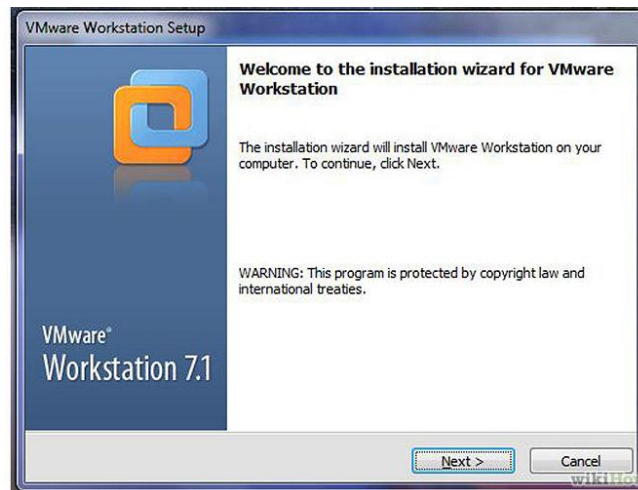 VMware Workstation Setup
Welcome to the installation wizard for VMware
Workstation
The installation wizard will install VMware Workstation on your
computer. To continue, click Next.
WARNING: This program is protected by copyright law and
international treaties.
VMware®
Workstation 7.1
Next >
Cancel
wikiHow